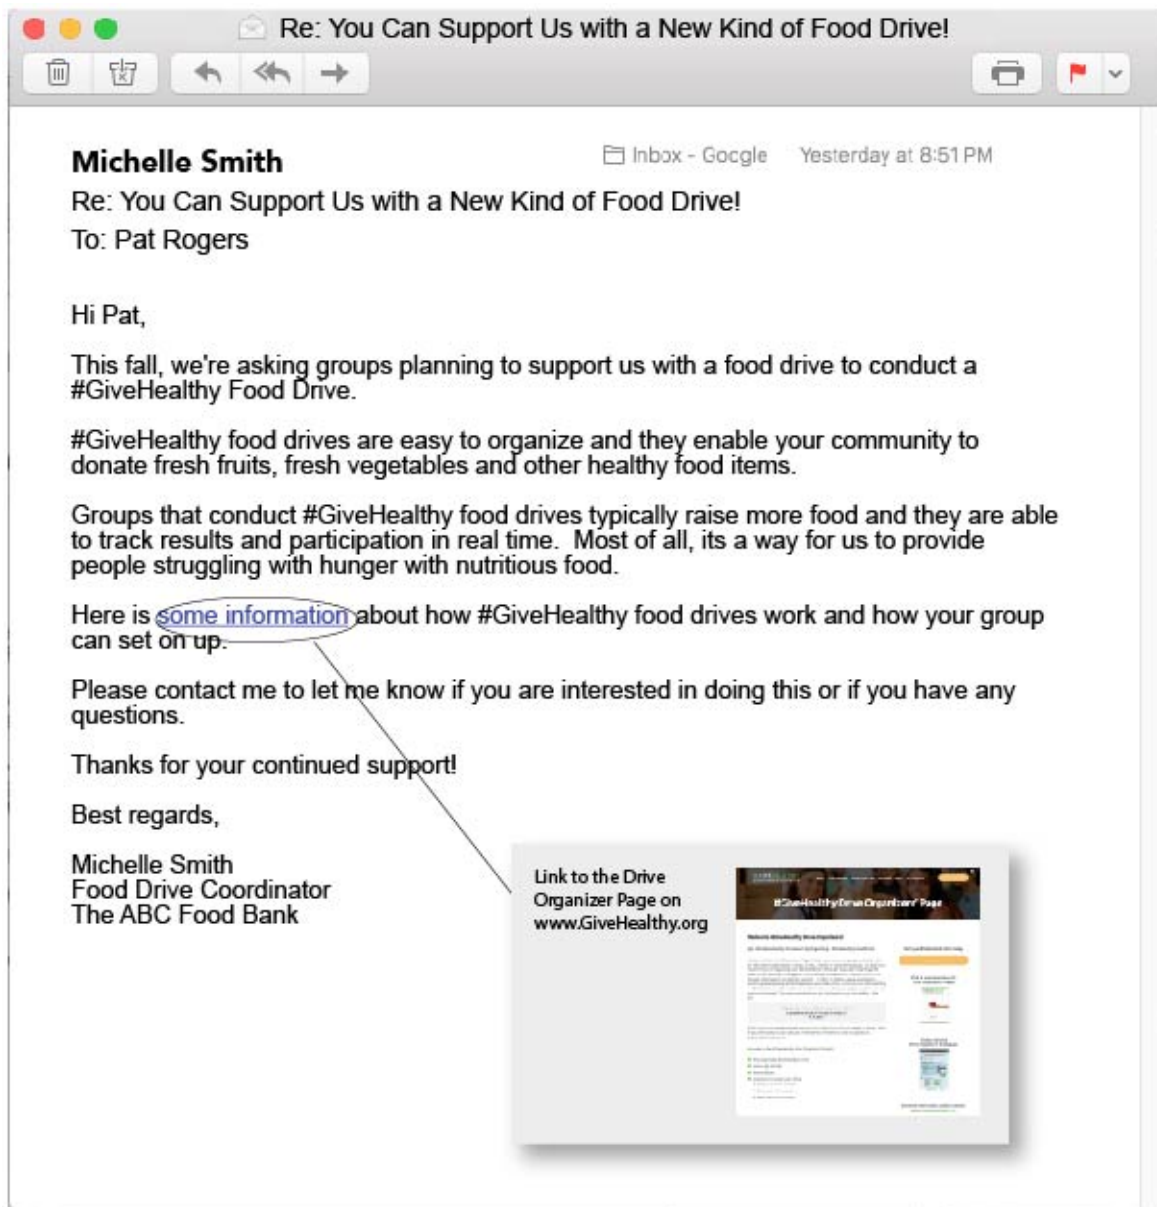 Re: You Can Support Us with a New Kind of Food Drive!
Michelle Smith
Inbox - Google Yesterday at 8:51 PM
Re: You Can Support Us with a New Kind of Food Drive!
To: Pat Rogers
Hi Pat,
This fall, we're asking groups planning to support us with a food drive to conduct a
#GiveHealthy Food Drive.
#GiveHealthy food drives are easy to organize and they enable your community to
donate fresh fruits, fresh vegetables and other healthy food items.
Groups that conduct #GiveHealthy food drives typically raise more food and they are able
to track results and participation in real time. Most of all, its a way for us to provide
people struggling with hunger with nutritious food.
Here is some information about how #GiveHealthy food drives work and how your group
can set on up.
Please contact me to let me know if you are interested in doing this or if you have any
questions.
Thanks for your continued support!
Best regards,
Michelle Smith
Food Drive Coordinator
The ABC Food Bank
Link to the Drive
Organizer Page on
www.GiveHealthy.org
#GiveHealthy Drive Organizers' Page